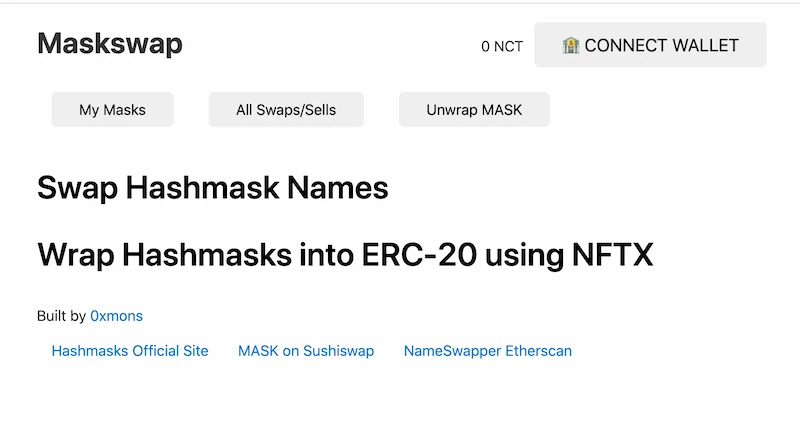 Maskswap
0 NCT
🏦 CONNECT WALLET
My Masks
All Swaps/Sells
Unwrap MASK
Swap Hashmask Names
Wrap Hashmasks into ERC-20 using NFTX
Built by 0xmons
Hashmasks Official Site
MASK on Sushiswap
NameSwapper Etherscan